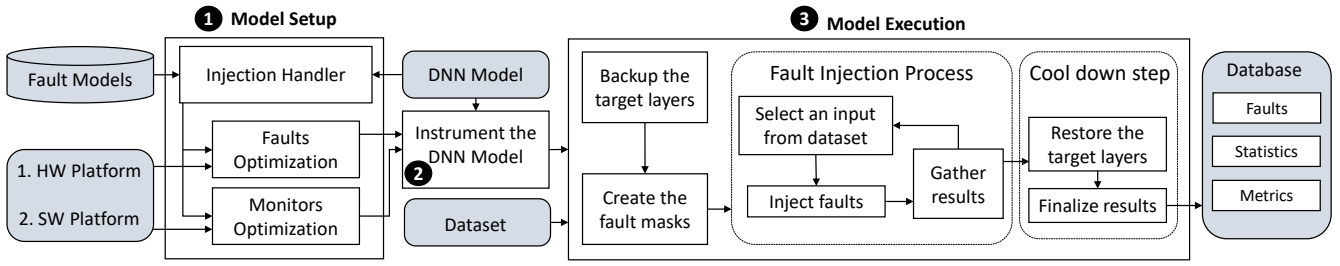 1 Model Setup
Fault Models
Injection Handler
Faults
Optimization
Monitors
Optimization
1. HW Platform
2. SW Platform
DNN Model
Instrument the
DNN Model
2
Dataset
3 Model Execution
Backup the
target layers
Create the
fault masks
Fault Injection Process
Select an input
from dataset
Inject faults
Gather
results
Cool down step
Restore the
target layers
Finalize results
Database
Faults
Statistics
Metrics